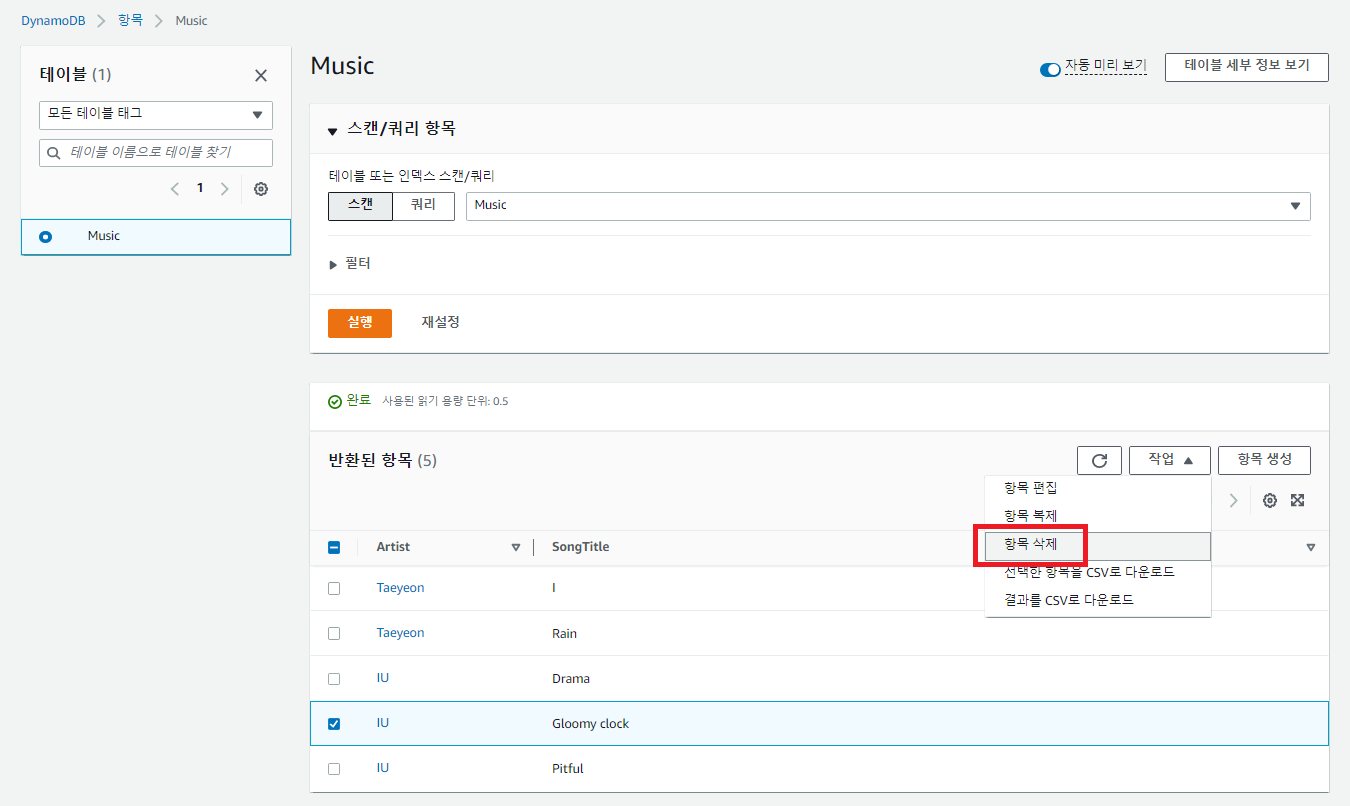 DynamoDB > 항목 > Music
테이블 (1)
모든 테이블 태그
테이블 이름으로 테이블 찾기
1
Music
Music
자동 미리 보기
테이블 세부 정보 보기
스캔/쿼리 항목
테이블 또는 인덱스 스캔/쿼리
스캔 쿼리 Music
필터
실행 재설정
완료 사용된 읽기 용량 단위: 0.5
반환된 항목 (5)
작업 항목 생성
항목 편집
항목 복제
항목 삭제
선택한 항목을 CSV로 다운로드
결과를 CSV로 다운로드
Artist SongTitle
Taeyeon I
Taeyeon Rain
IU Drama
IU Gloomy clock
IU Pitful